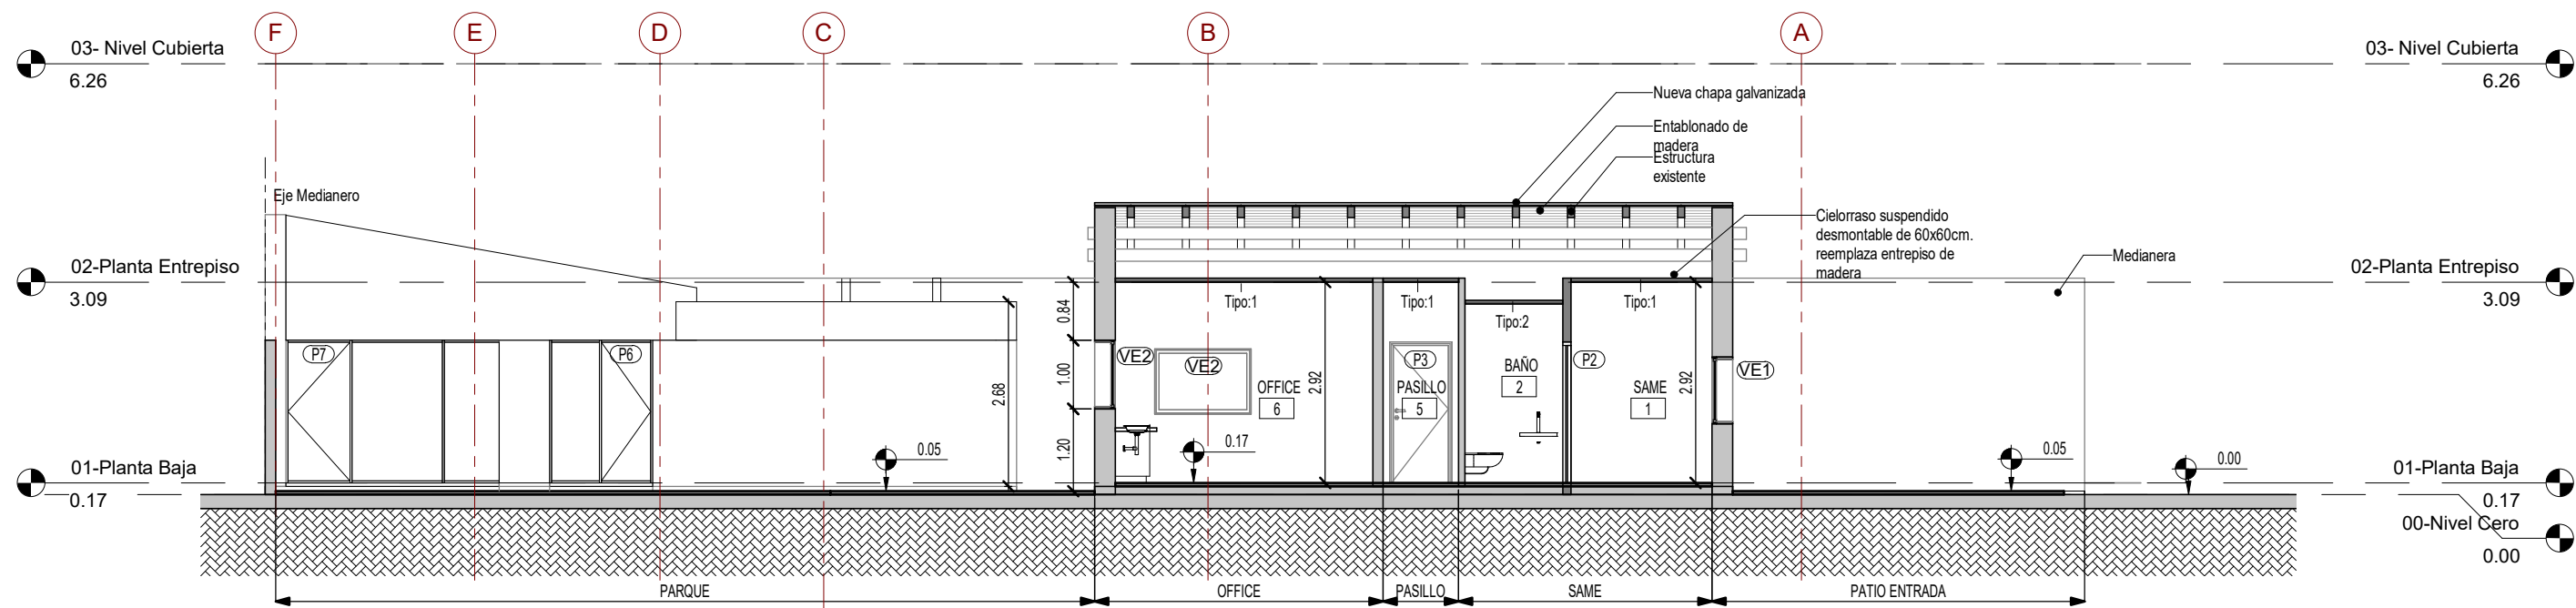 F
E
D
C
B
A
03- Nivel Cubierta
6.26
03- Nivel Cubierta
6.26
Nueva chapa galvanizada
Entablonado de
madera
Estructura
existente
Eje Medianero
Cielorraso suspendido
desmontable de 60x60cm.
reemplaza entrepiso de
madera
Medianera
02-Planta Entrepiso
3.09
02-Planta Entrepiso
3.09
Tipo:1
Tipo:1
Tipo:2
Tipo:1
0.84
1.00
1.20
2.68
2.92
2.92
P7
P6
VE2
VE2
P3
P2
VE1
OFFICE
6
PASILLO
5
BAÑO
2
SAME
1
0.05
0.17
0.05
0.00
01-Planta Baja
0.17
01-Planta Baja
0.17
00-Nivel Cero
0.00
PARQUE
OFFICE
PASILLO
SAME
PATIO ENTRADA